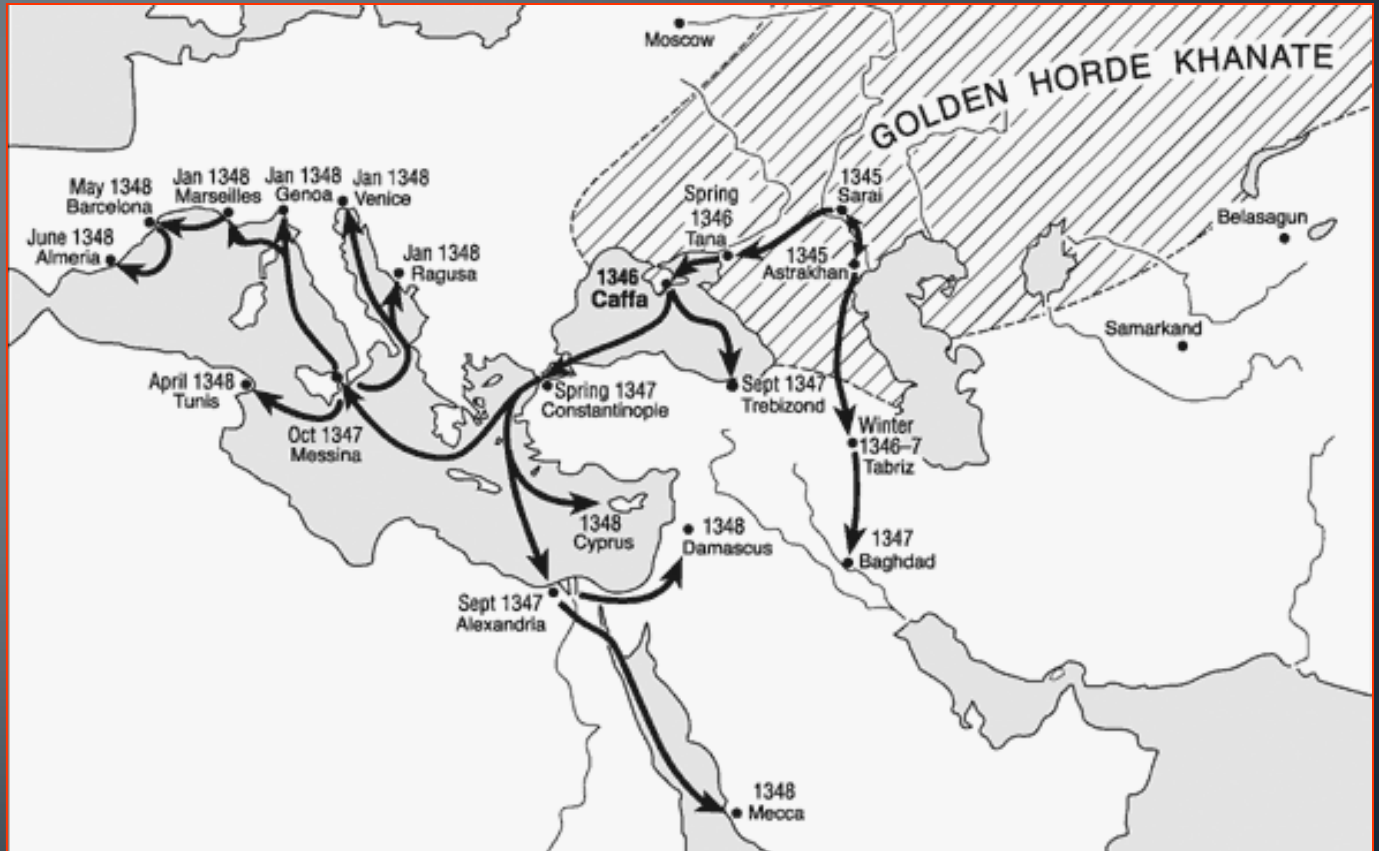 Moscow
GOLDEN HORDE KHANATE
May 1348
Barcelona
Jan 1348
Marseilles
Jan 1348
Genoa
Jan 1348
Venice
June 1348
Almeria
Jan 1348
Ragusa
Spring
1346
Tana
1345
Sarai
1345
Astrakhan
Belasagun
1346
Caffa
Samarkand
April 1348
Tunis
Oct 1347
Messina
Spring 1347
Constantinople
Sept 1347
Trebizond
Winter
1346–7
Tabriz
1348
Cyprus
1348
Damascus
1347
Baghdad
Sept 1347
Alexandria
1348
Mecca